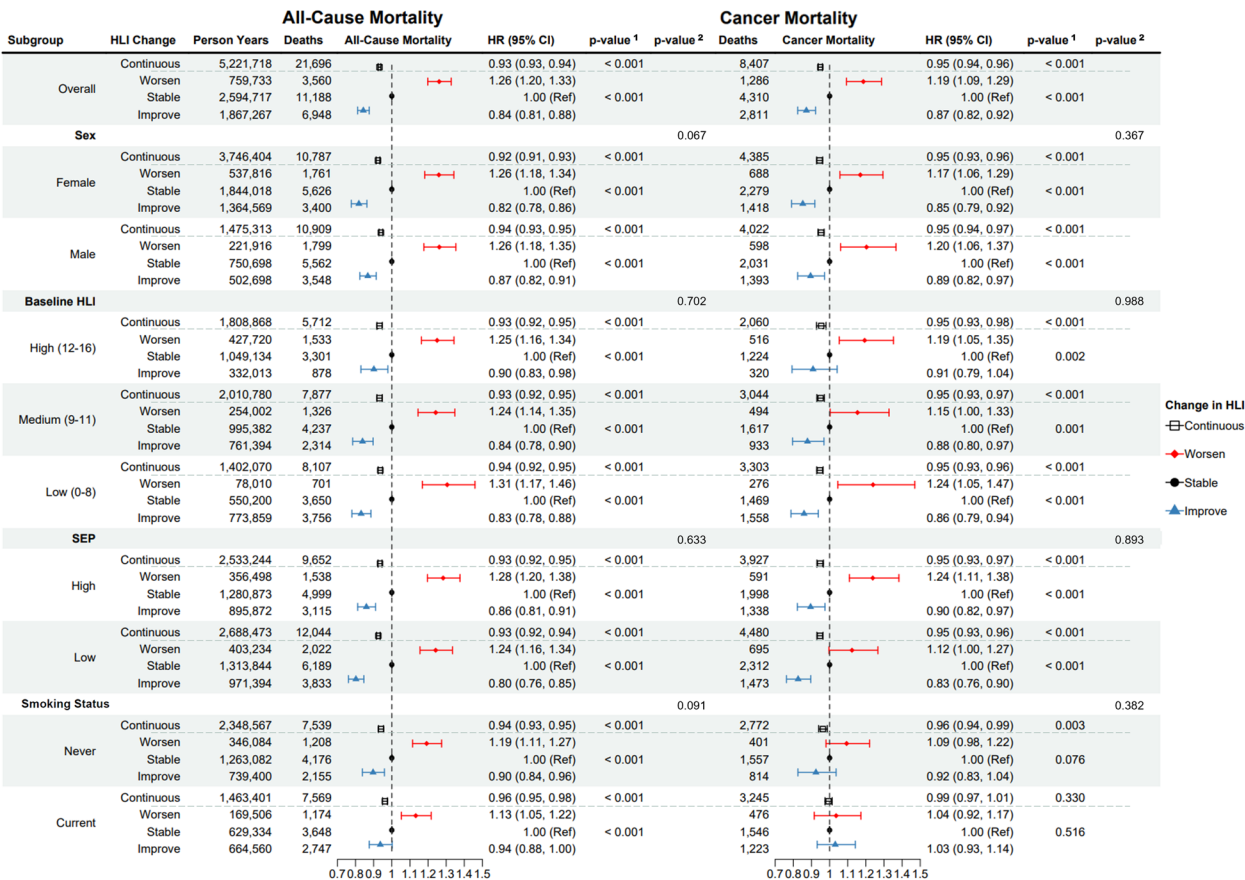 All-Cause Mortality Cancer Mortality
Subgroup HLI Change Person Years Deaths All-Cause Mortality HR (95% CI) p-value 1 p-value 2 Deaths Cancer Mortality HR (95% CI) p-value 1 p-value 2
Continuous 5,221,718 21,696 0.93 (0.93, 0.94) < 0.001 8,407 0.95 (0.94, 0.96) < 0.001
Overall
Worsen 759,733 3,560 1.26 (1.20, 1.33) 1,286 1.19 (1.09, 1.29)
Stable 2,594,717 11,188 1.00 (Ref) < 0.001 4,310 1.00 (Ref) < 0.001
Improve 1,867,267 6,948 0.84 (0.81, 0.88) 2,811 0.87 (0.82, 0.92)
Sex 0.067 0.367
Continuous 3,746,404 10,787 0.92 (0.91, 0.93) < 0.001 4,385 0.95 (0.93, 0.96) < 0.001
Female
Worsen 537,816 1,761 1.26 (1.18, 1.34) 688 1.17 (1.06, 1.29)
Stable 1,844,018 5,626 1.00 (Ref) < 0.001 2,279 1.00 (Ref) < 0.001
Improve 1,364,569 3,400 0.82 (0.78, 0.86) 1,418 0.85 (0.79, 0.92)
Continuous 1,475,313 10,909 0.94 (0.93, 0.95) < 0.001 4,022 0.95 (0.94, 0.97) < 0.001
Male
Worsen 221,916 1,799 1.26 (1.18, 1.35) 598 1.20 (1.06, 1.37)
Stable 750,698 5,562 1.00 (Ref) < 0.001 2,031 1.00 (Ref) < 0.001
Improve 502,698 3,548 0.87 (0.82, 0.91) 1,393 0.89 (0.82, 0.97)
Baseline HLI 0.702 0.988
Continuous 1,808,868 5,712 0.93 (0.92, 0.95) < 0.001 2,060 0.95 (0.93, 0.98) < 0.001
High (12-16)
Worsen 427,720 1,533 1.25 (1.16, 1.34) 516 1.19 (1.05, 1.35)
Stable 1,049,134 3,301 1.00 (Ref) < 0.001 1,224 1.00 (Ref) 0.002
Improve 332,013 878 0.90 (0.83, 0.98) 320 0.91 (0.79, 1.04)
Continuous 2,010,780 7,877 0.93 (0.92, 0.95) < 0.001 3,044 0.95 (0.93, 0.97) < 0.001
Medium (9-11)
Worsen 254,002 1,326 1.24 (1.14, 1.35) 494 1.15 (1.00, 1.33)
Stable 995,382 4,237 1.00 (Ref) < 0.001 1,617 1.00 (Ref) 0.001
Improve 761,394 2,314 0.84 (0.78, 0.90) 933 0.88 (0.80, 0.97)
Continuous 1,402,070 8,107 0.94 (0.92, 0.95) < 0.001 3,303 0.95 (0.93, 0.96) < 0.001
Low (0-8)
Worsen 78,010 701 1.31 (1.17, 1.46) 276 1.24 (1.05, 1.47)
Stable 550,200 3,650 1.00 (Ref) < 0.001 1,469 1.00 (Ref) < 0.001
Improve 773,859 3,756 0.83 (0.78, 0.88) 1,558 0.86 (0.79, 0.94)
SEP 0.633 0.893
Continuous 2,533,244 9,652 0.93 (0.92, 0.95) < 0.001 3,927 0.95 (0.93, 0.97) < 0.001
High
Worsen 356,498 1,538 1.28 (1.20, 1.38) 591 1.24 (1.11, 1.38)
Stable 1,280,873 4,999 1.00 (Ref) < 0.001 1,998 1.00 (Ref) < 0.001
Improve 895,872 3,115 0.86 (0.81, 0.91) 1,338 0.90 (0.82, 0.97)
Continuous 2,688,473 12,044 0.93 (0.92, 0.94) < 0.001 4,480 0.95 (0.93, 0.96) < 0.001
Low
Worsen 403,234 2,022 1.24 (1.16, 1.34) 695 1.12 (1.00, 1.27)
Stable 1,313,844 6,189 1.00 (Ref) < 0.001 2,312 1.00 (Ref) < 0.001
Improve 971,394 3,833 0.80 (0.76, 0.85) 1,473 0.83 (0.76, 0.90)
Smoking Status 0.091 0.382
Continuous 2,348,567 7,539 0.94 (0.93, 0.95) < 0.001 2,772 0.96 (0.94, 0.99) 0.003
Never
Worsen 346,084 1,208 1.19 (1.11, 1.27) 401 1.09 (0.98, 1.22)
Stable 1,263,082 4,176 1.00 (Ref) < 0.001 1,557 1.00 (Ref) 0.076
Improve 739,400 2,155 0.90 (0.84, 0.96) 814 0.92 (0.83, 1.04)
Continuous 1,463,401 7,569 0.96 (0.95, 0.98) < 0.001 3,245 0.99 (0.97, 1.01) 0.330
Current
Worsen 169,506 1,174 1.13 (1.05, 1.22) 476 1.04 (0.92, 1.17)
Stable 629,334 3,648 1.00 (Ref) < 0.001 1,546 1.00 (Ref) 0.516
Improve 664,560 2,747 0.94 (0.88, 1.00) 1,223 1.03 (0.93, 1.14)
0.7 0.8 0.9 1 1.1 1.2 1.3 1.4 1.5 0.7 0.8 0.9 1 1.1 1.2 1.3 1.4 1.5
Change in HLI
Continuous
Worsen
Stable
Improve